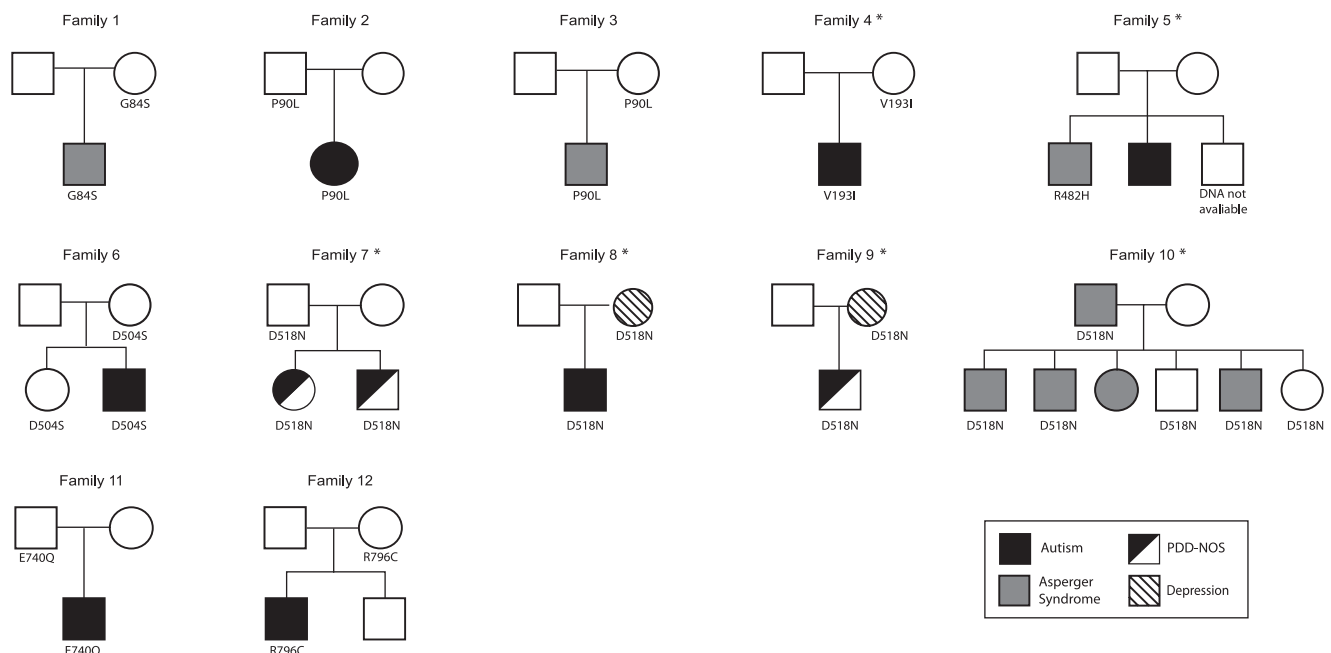 Family 1
Family 2
Family 3
Family 4 *
Family 5 *
G84S
P90L
P90L
V193I
G84S
P90L
P90L
V193I
R482H
DNA not
avaliable
Family 6
Family 7 *
Family 8 *
Family 9 *
Family 10 *
D504S
D518N
D518N
D518N
D518N
D504S
D504S
D518N
D518N
D518N
D518N
D518N
D518N
D518N
D518N
D518N
Family 11
Family 12
E740Q
R796C
E740Q
R796C
Autism
PDD-NOS
Asperger
Syndrome
Depression